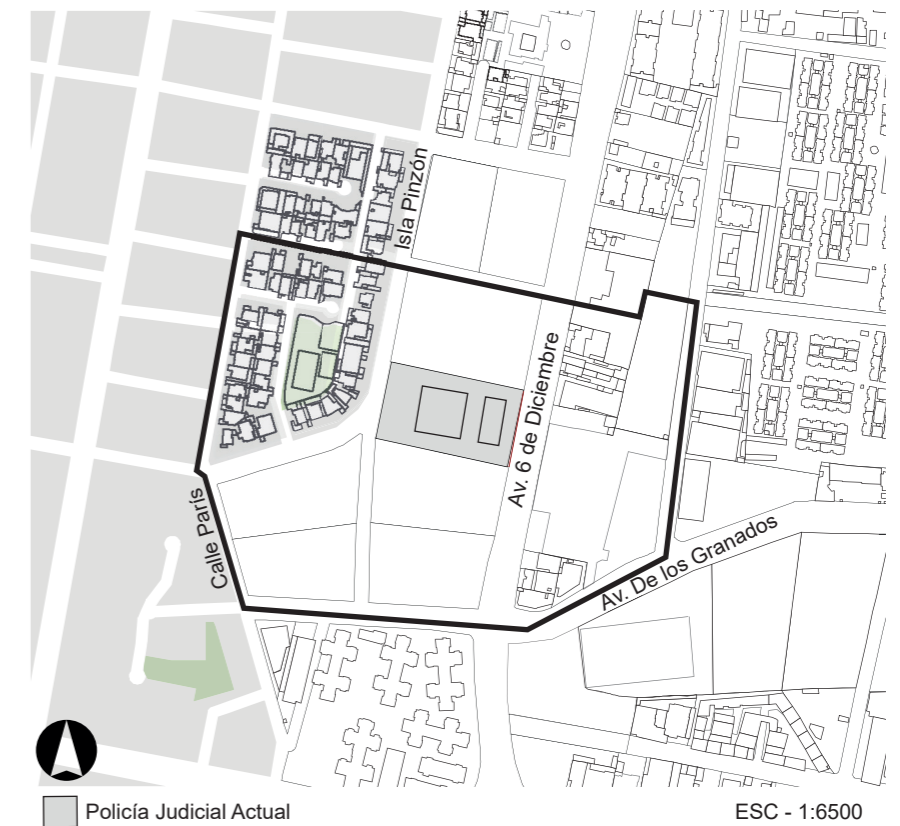 Isla Pinzón
Av. 6 de Diciembre
Calle París
Av. De los Granados
Policía Judicial Actual
ESC - 1:6500